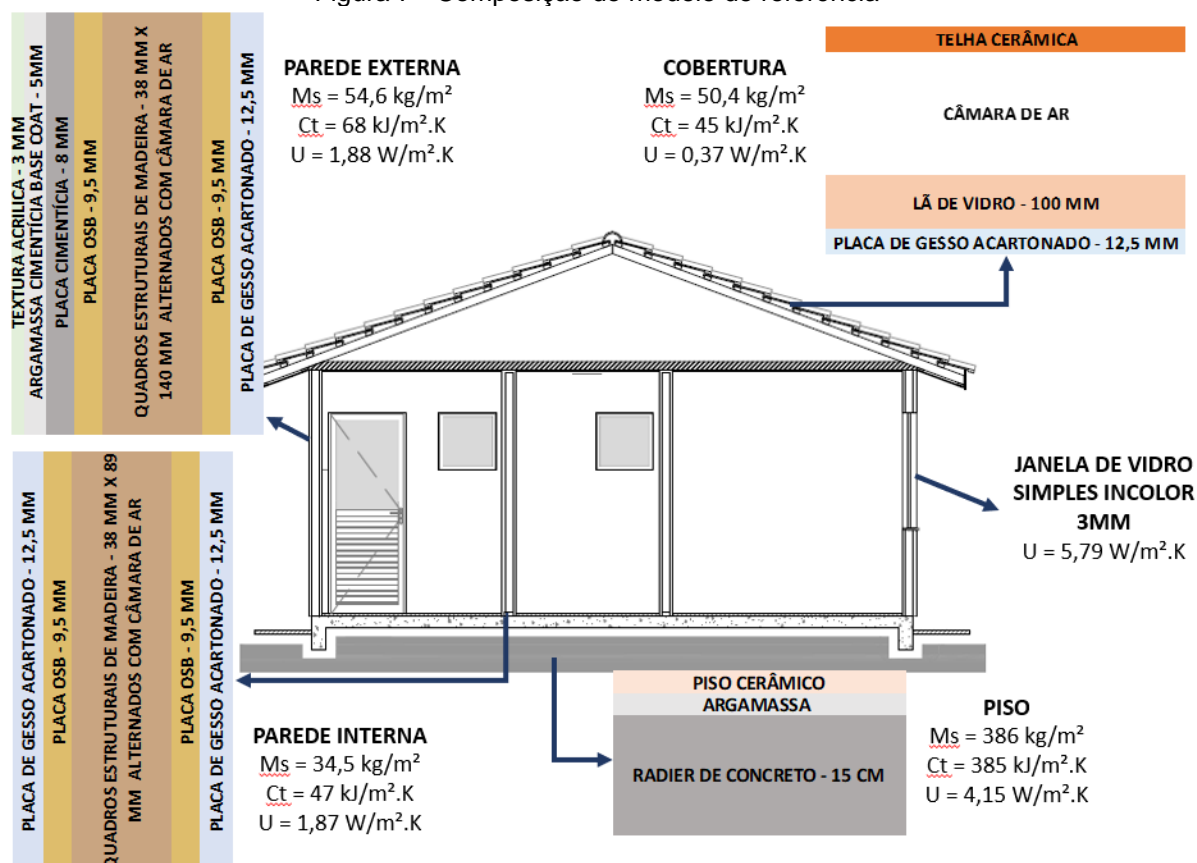 Figura . – Composição do modelo de referência
TEXTURA ACRILICA - 3 MM
ARGAMASSA CIMENTÍCIA BASE COAT - 5MM
PLACA CIMENTÍCIA - 8 MM
PLACA OSB - 9,5 MM
QUADROS ESTRUTURAIS DE MADEIRA - 38 MM X
140 MM ALTERNADOS COM CÂMARA DE AR
PLACA OSB - 9,5 MM
PLACA DE GESSO ACARTONADO - 12,5 MM
PAREDE EXTERNA
Ms = 54,6 kg/m²
Ct = 68 kJ/m².K
U = 1,88 W/m².K
COBERTURA
Ms = 50,4 kg/m²
Ct = 45 kJ/m².K
U = 0,37 W/m².K
TELHA CERÂMICA
CÂMARA DE AR
LÃ DE VIDRO - 100 MM
PLACA DE GESSO ACARTONADO - 12,5 MM
JANELA DE VIDRO
SIMPLES INCOLOR
3MM
U = 5,79 W/m².K
PLACA DE GESSO ACARTONADO - 12,5 MM
PLACA OSB - 9,5 MM
QUADROS ESTRUTURAIS DE MADEIRA - 38 MM X 89
MM ALTERNADOS COM CÂMARA DE AR
PLACA OSB - 9,5 MM
PLACA DE GESSO ACARTONADO - 12,5 MM
PAREDE INTERNA
Ms = 34,5 kg/m²
Ct = 47 kJ/m².K
U = 1,87 W/m².K
PISO CERÂMICO
ARGAMASSA
RADIER DE CONCRETO - 15 CM
PISO
Ms = 386 kg/m²
Ct = 385 kJ/m².K
U = 4,15 W/m².K